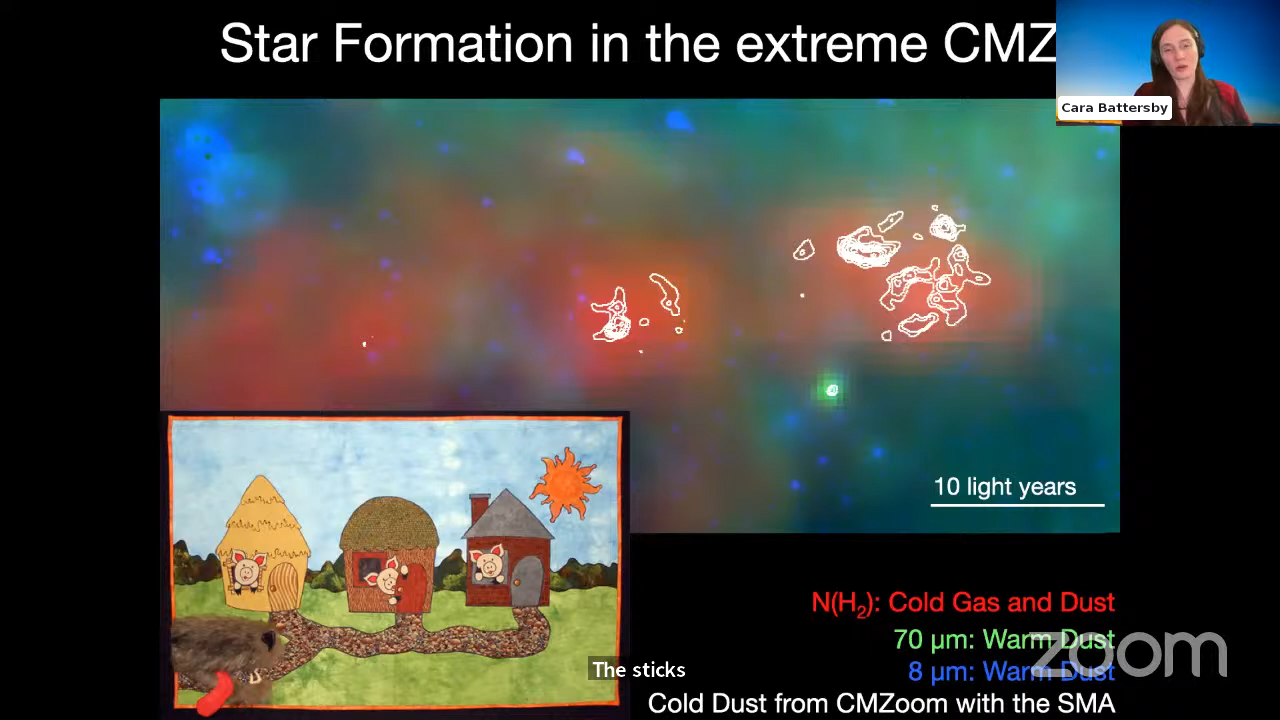 Star Formation in the extreme CMZ
Cara Battersby
10 light years
N(H₂): Cold Gas and Dust
70 µm: Warm Dust
8 µm: Warm Dust
zoom
The sticks
Cold Dust from CMZoom with the SMA